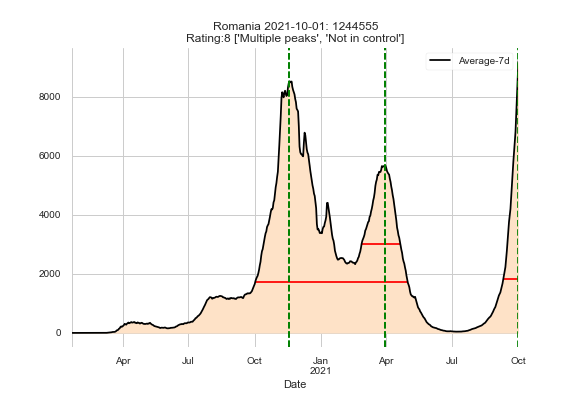 Romania 2021-10-01: 1244555
Rating:8 ['Multiple peaks', 'Not in control']
Average-7d
8000
6000
4000
2000
0
Apr Jul Oct Jan Apr Jul Oct
2021
Date